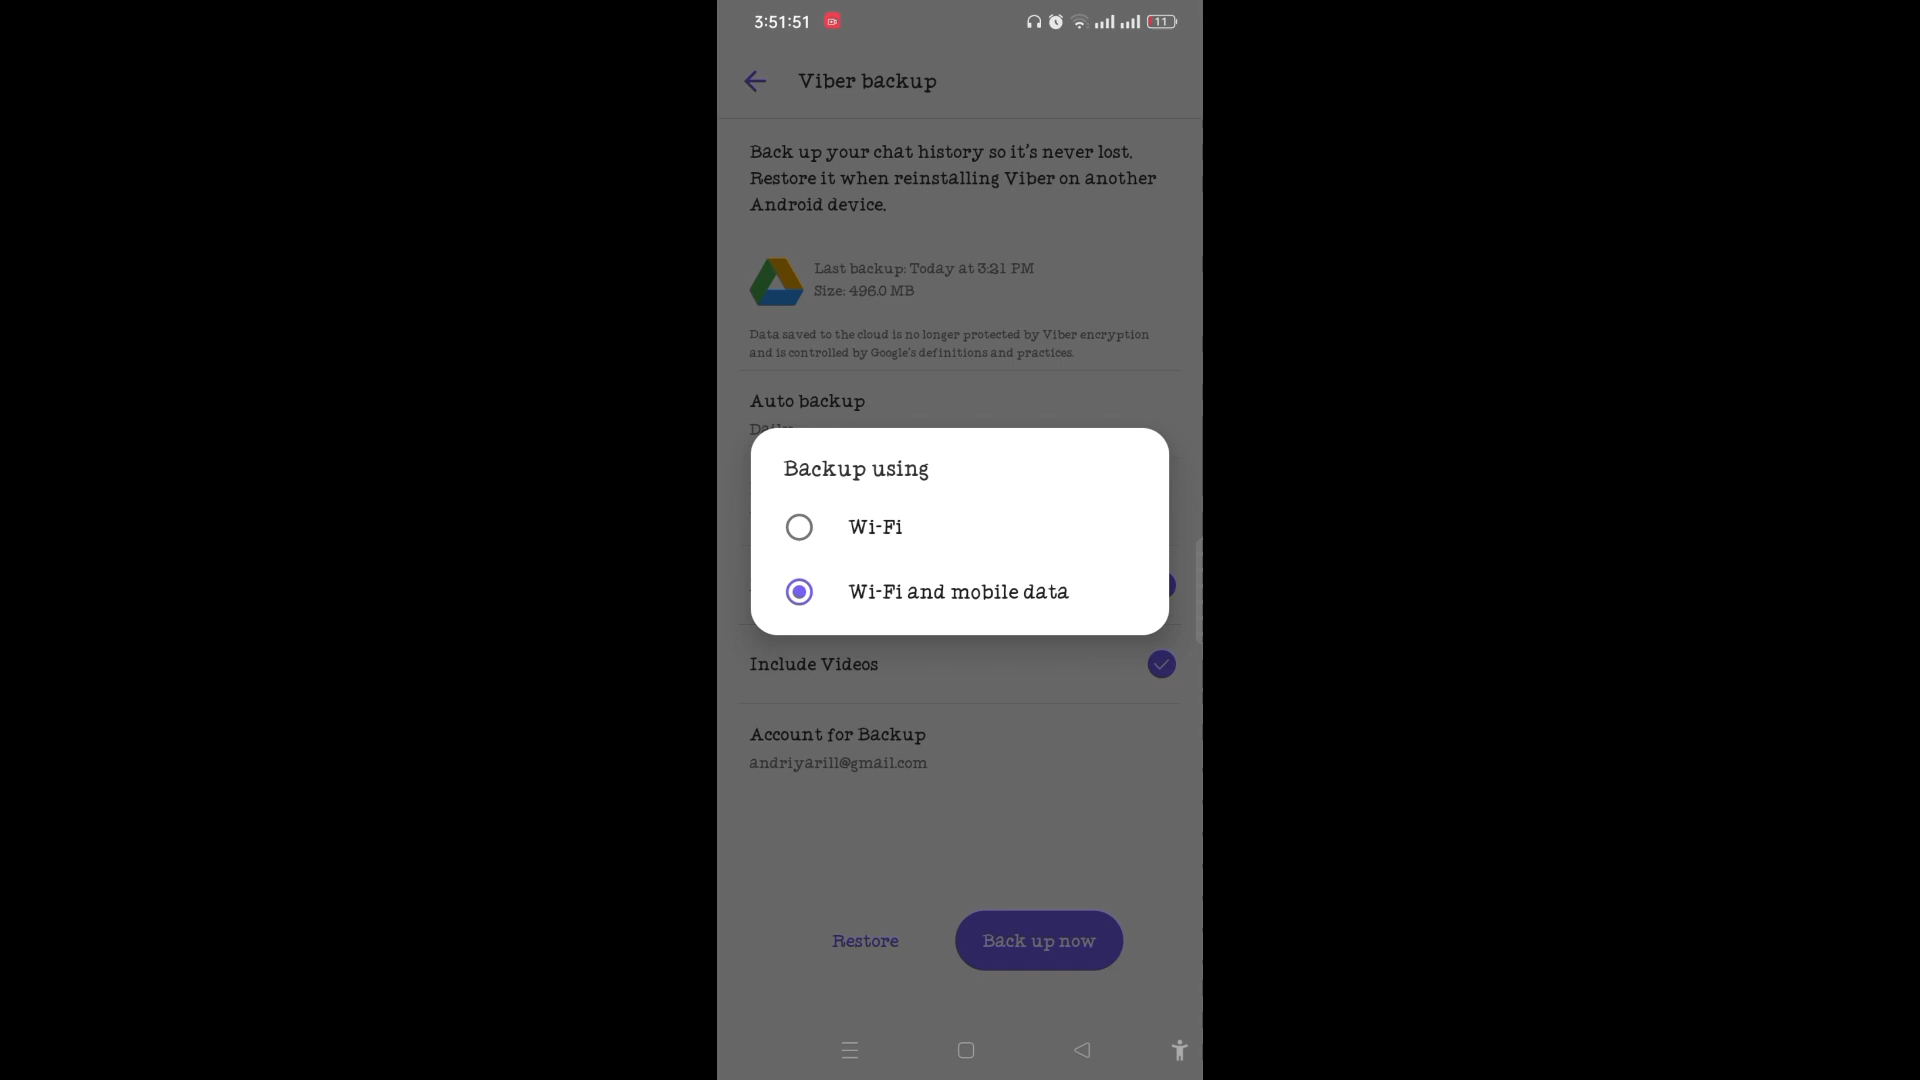 3:51:51
11
Viber backup
Back up your chat history so it's never lost.
Restore it when reinstalling Viber on another
Android device.
Last backup: Today at 3:21 PM
Size: 496.0 MB
Data saved to the cloud is no longer protected by Viber encryption
and is controlled by Google's definitions and practices.
Auto backup
Daily
Backup using
Wi-Fi
Wi-Fi and mobile data
Include Videos
Account for Backup
andriyarill@gmail.com
Restore
Back up now